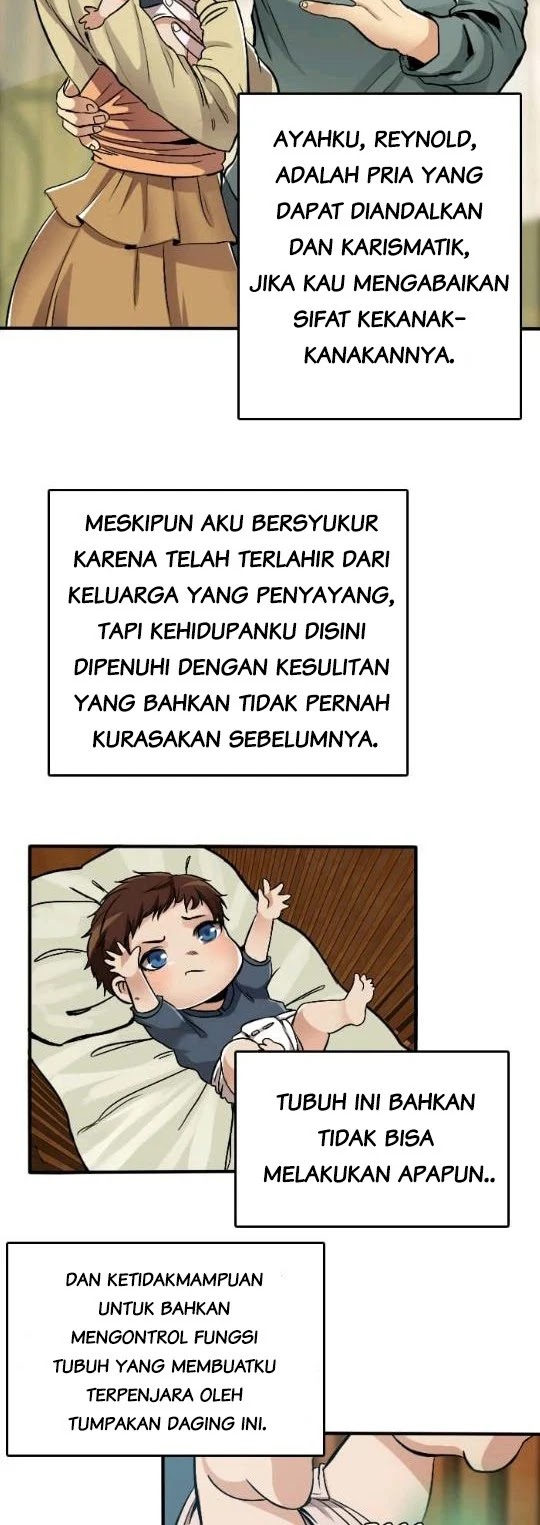 AYAHKU, REYNOLD,
ADALAH PRIA YANG
DAPAT DIANDALKAN
DAN KARISMATIK,
JIKA KAU MENGABAIKAN
SIFAT KEKANAK-
KANAKANNYA.
MESKIPUN AKU BERSYUKUR
KARENA TELAH TERLAHIR DARI
KELUARGA YANG PENYAYANG,
TAPI KEHIDUPANKU DISINI
DIPENUHI DENGAN KESULITAN
YANG BAHKAN TIDAK PERNAH
KURASAKAN SEBELUMNYA.
TUBUH INI BAHKAN
TIDAK BISA
MELAKUKAN APAPUN..
DAN KETIDAKMAMPUAN
UNTUK BAHKAN
MENGONTROL FUNGSI
TUBUH YANG MEMBUATKU
TERPENJARA OLEH
TUMPAKAN DAGING INI.